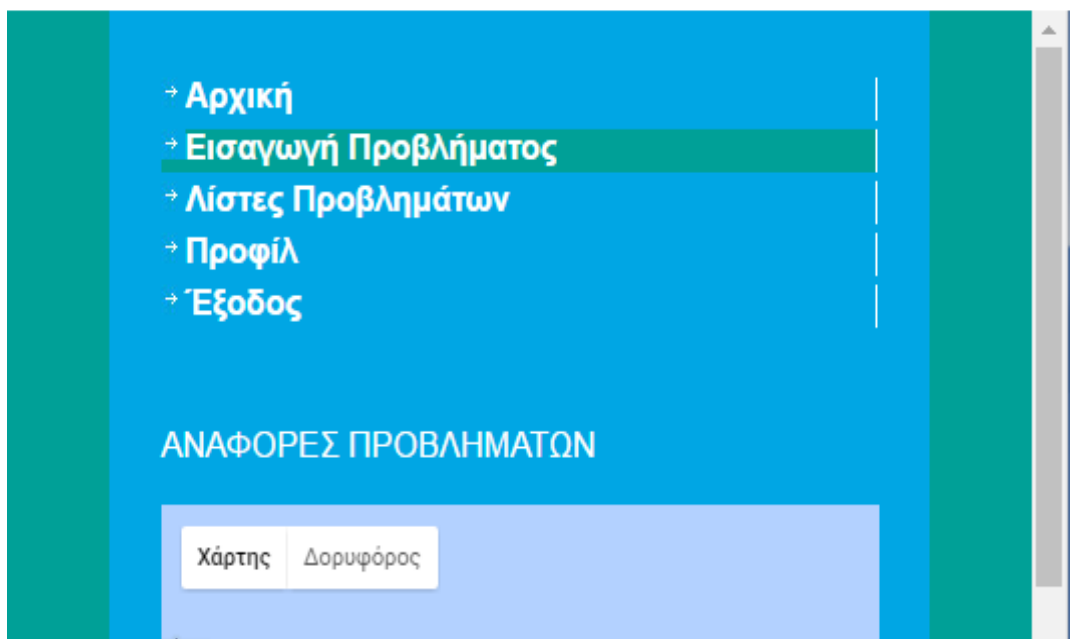 Αρχική
Εισαγωγή Προβλήματος
Λίστες Προβλημάτων
Προφίλ
Έξοδος
ΑΝΑΦΟΡΕΣ ΠΡΟΒΛΗΜΑΤΩΝ
Χάρτης Δορυφόρος